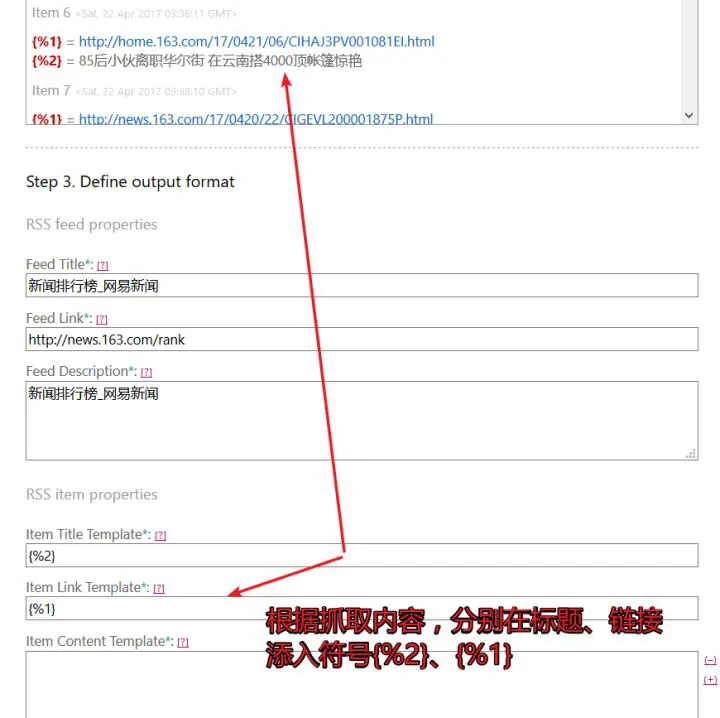 Item 6 <Sat, 22 Apr 2017 03:36:11 GMT>
{%1} = http://home.163.com/17/0421/06/CIHAJ3PV001081EI.html
{%2} = 85后小伙离职华尔街 在云南搭4000顶帐篷惊艳
Item 7 <Sat, 22 Apr 2017 03:38:10 GMT>
{%1} = http://news.163.com/17/0420/22/CIGEVL200001875P.html
Step 3. Define output format
RSS feed properties
Feed Title*: [?]
新闻排行榜_网易新闻
Feed Link*: [?]
http://news.163.com/rank
Feed Description*: [?]
新闻排行榜_网易新闻
RSS item properties
Item Title Template*: [?]
{%2}
Item Link Template*: [?]
{%1}
根据抓取内容，分别在标题、链接
添入符号{%2}、{%1}
Item Content Template*: [?]
(−)
(+)